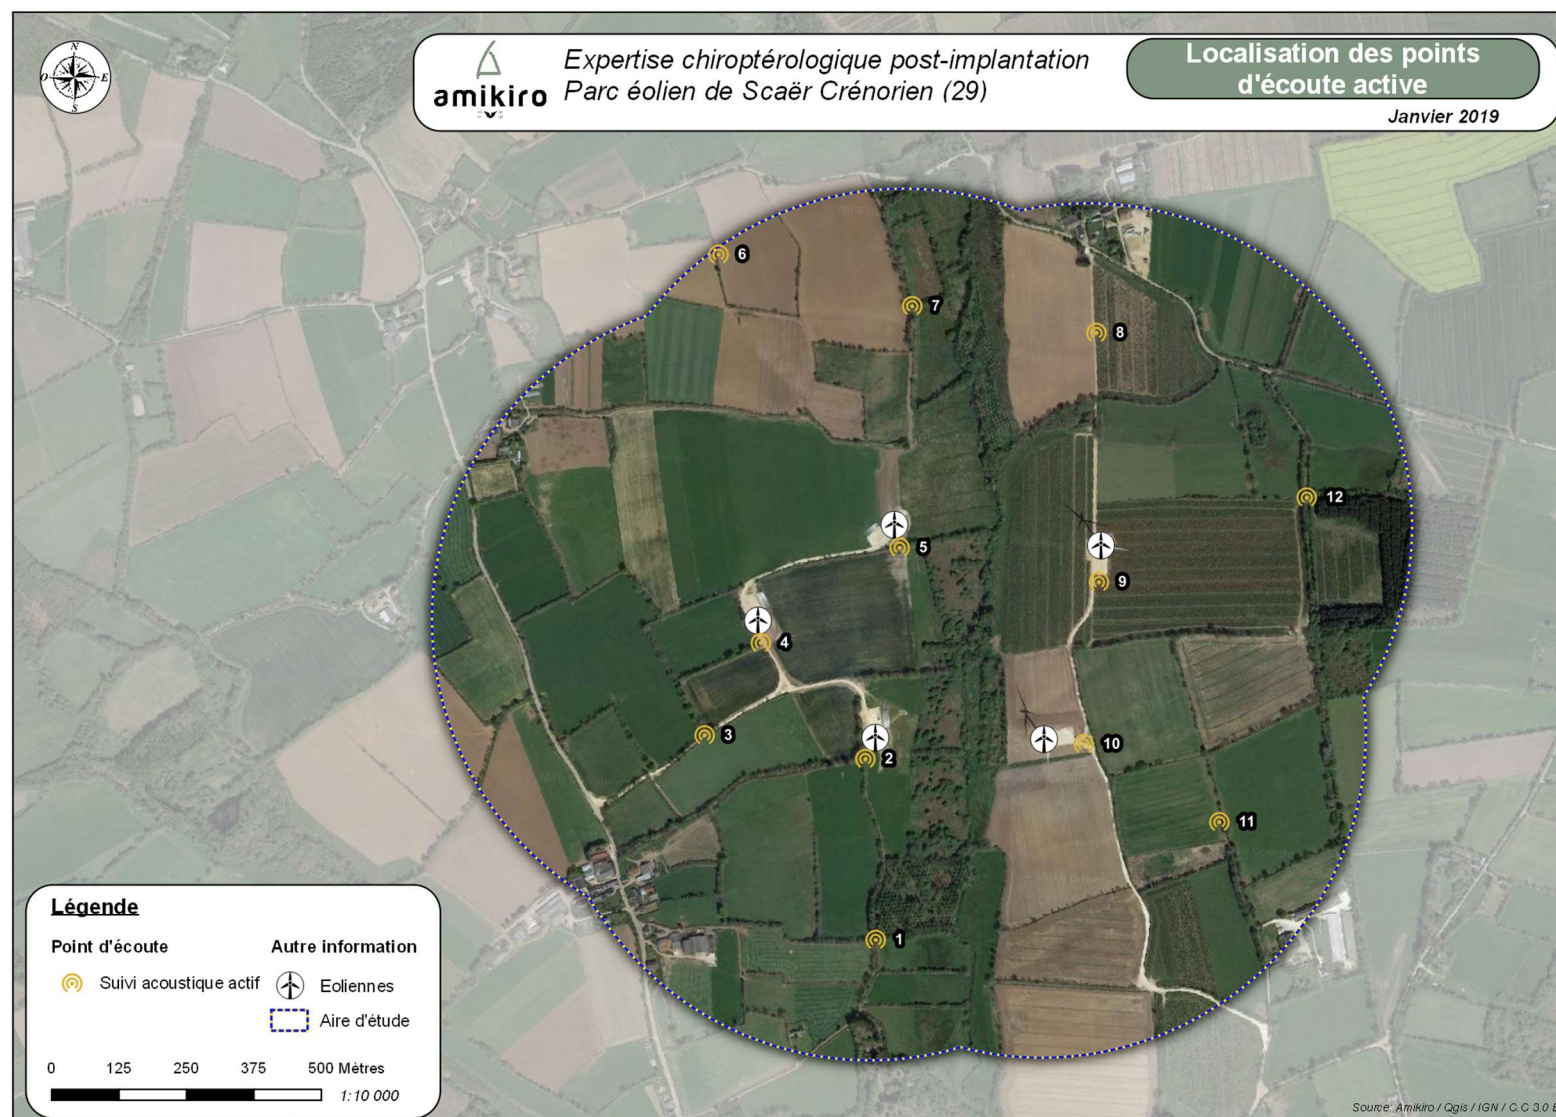 N
O
E
S
amikiro
Expertise chiroptérologique post-implantation
Parc éolien de Scaër Crénorien (29)
Localisation des points
d'écoute active
Janvier 2019
6
7
8
12
5
9
4
3
2
10
11
1
Légende
Point d'écoute
Autre information
Suivi acoustique actif
Eoliennes
Aire d'étude
0 125 250 375 500 Mètres
1:10 000
Source: Amikiro / Qgis / IGN / C.C 3.0